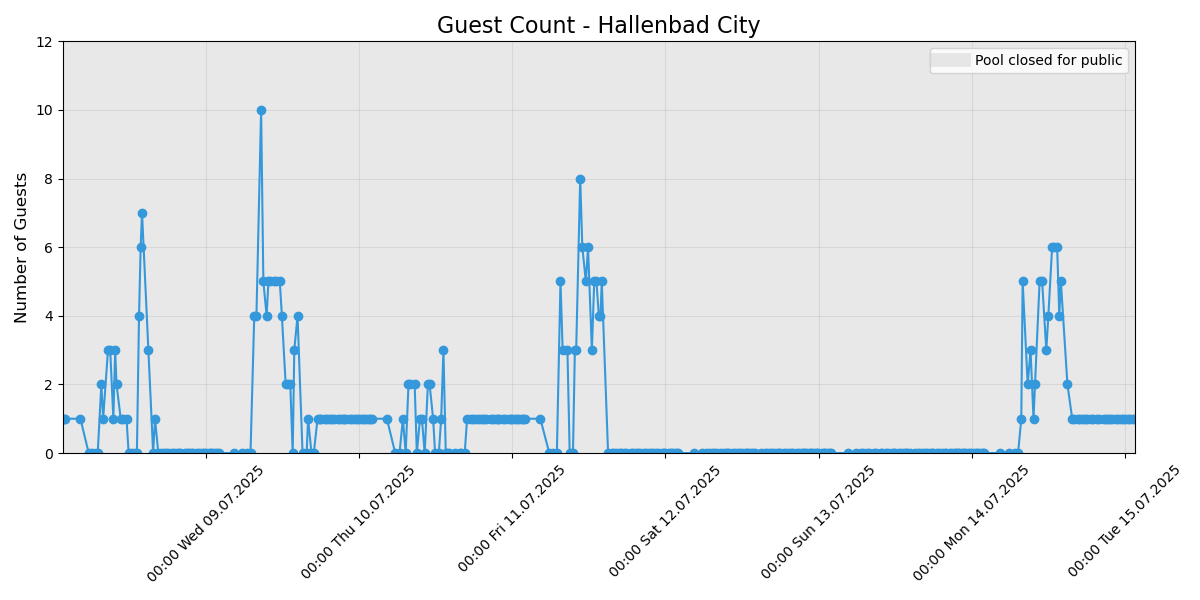 Guest Count - Hallenbad City
Pool closed for public
Number of Guests
12
10
8
6
4
2
0
00:00 Wed 09.07.2025
00:00 Thu 10.07.2025
00:00 Fri 11.07.2025
00:00 Sat 12.07.2025
00:00 Sun 13.07.2025
00:00 Mon 14.07.2025
00:00 Tue 15.07.2025